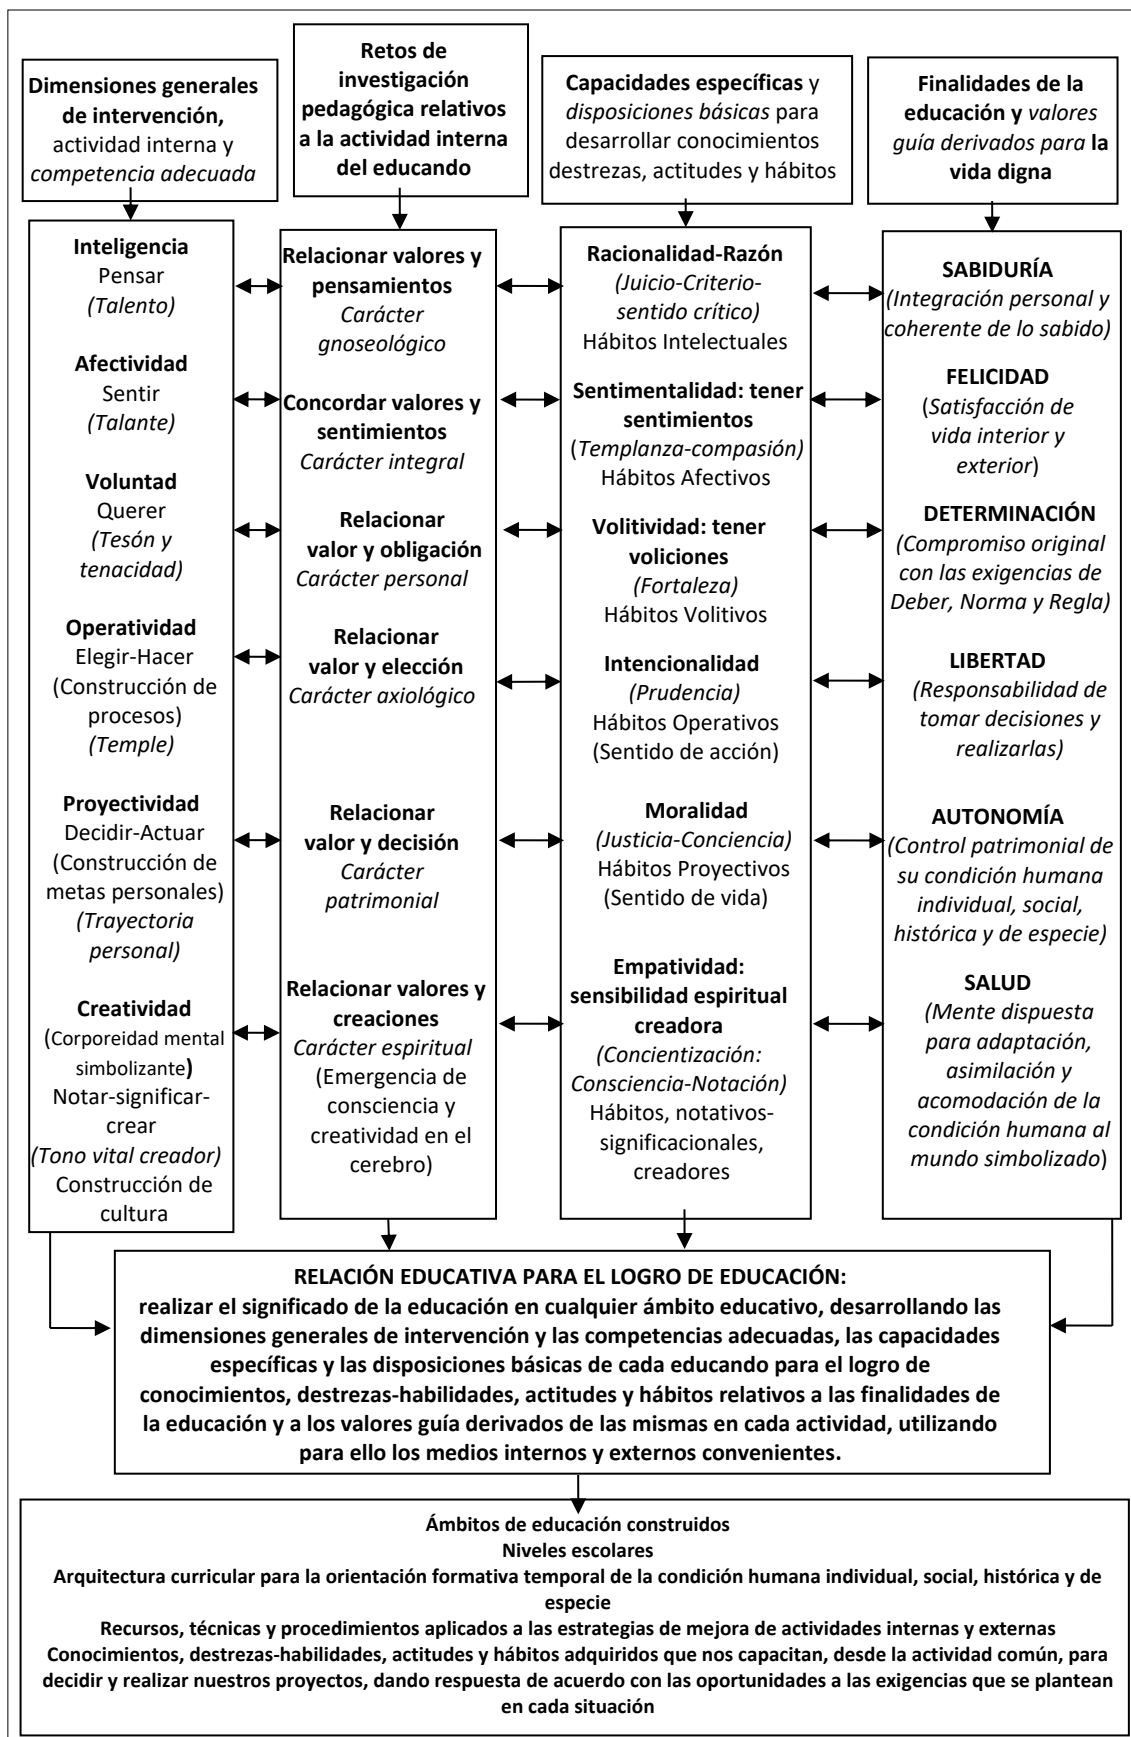 Dimensiones generales
de intervención,
actividad interna y
competencia adecuada
Retos de
investigación
pedagógica relativos
a la actividad interna
del educando
Capacidades específicas y
disposiciones básicas para
desarrollar conocimientos
destrezas, actitudes y hábitos
Finalidades de la
educación y valores
guía derivados para la
vida digna
Inteligencia
Pensar
(Talento)
Afectividad
Sentir
(Talante)
Voluntad
Querer
(Tesón y
tenacidad)
Operatividad
Elegir-Hacer
(Construcción de
procesos)
(Temple)
Proyectividad
Decidir-Actuar
(Construcción de
metas personales)
(Trayectoria
personal)
Creatividad
(Corporeidad mental
simbolizante)
Notar-significar-
crear
(Tono vital creador)
Construcción de
cultura
Relacionar valores y
pensamientos
Carácter
gnoseológico
Concordar valores y
sentimientos
Carácter integral
Relacionar
valor y obligación
Carácter personal
Relacionar
valor y elección
Carácter axiológico
Relacionar
valor y decisión
Carácter
patrimonial
Relacionar valores y
creaciones
Carácter espiritual
(Emergencia de
consciencia y
creatividad en el
cerebro)
Racionalidad-Razón
(Juicio-Criterio-
sentido crítico)
Hábitos Intelectuales
Sentimentalidad: tener
sentimientos
(Templanza-compasión)
Hábitos Afectivos
Volitividad: tener
voliciones
(Fortaleza)
Hábitos Volitivos
Intencionalidad
(Prudencia)
Hábitos Operativos
(Sentido de acción)
Moralidad
(Justicia-Conciencia)
Hábitos Proyectivos
(Sentido de vida)
Empatividad:
sensibilidad espiritual
creadora
(Concientización:
Consciencia-Notación)
Hábitos, notativos-
significacionales,
creadores
SABIDURÍA
(Integración personal y
coherente de lo sabido)
FELICIDAD
(Satisfacción de
vida interior y
exterior)
DETERMINACIÓN
(Compromiso original
con las exigencias de
Deber, Norma y Regla)
LIBERTAD
(Responsabilidad de
tomar decisiones y
realizarlas)
AUTONOMÍA
(Control patrimonial de
su condición humana
individual, social,
histórica y de especie)
SALUD
(Mente dispuesta
para adaptación,
asimilación y
acomodación de la
condición humana al
mundo simbolizado)
RELACIÓN EDUCATIVA PARA EL LOGRO DE EDUCACIÓN:
realizar el significado de la educación en cualquier ámbito educativo, desarrollando las
dimensiones generales de intervención y las competencias adecuadas, las capacidades
específicas y las disposiciones básicas de cada educando para el logro de
conocimientos, destrezas-habilidades, actitudes y hábitos relativos a las finalidades de
la educación y a los valores guía derivados de las mismas en cada actividad, utilizando
para ello los medios internos y externos convenientes.
Ámbitos de educación construidos
Niveles escolares
Arquitectura curricular para la orientación formativa temporal de la condición humana individual, social, histórica y de
especie
Recursos, técnicas y procedimientos aplicados a las estrategias de mejora de actividades internas y externas
Conocimientos, destrezas-habilidades, actitudes y hábitos adquiridos que nos capacitan, desde la actividad común, para
decidir y realizar nuestros proyectos, dando respuesta de acuerdo con las oportunidades a las exigencias que se plantean
en cada situación